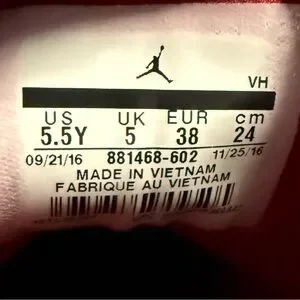 VH
US UK EUR cm
5.5Y 5 38 24
09/21/16 881468-602 11/25/16
MADE IN VIETNAM
FABRIQUE AU VIETNAM